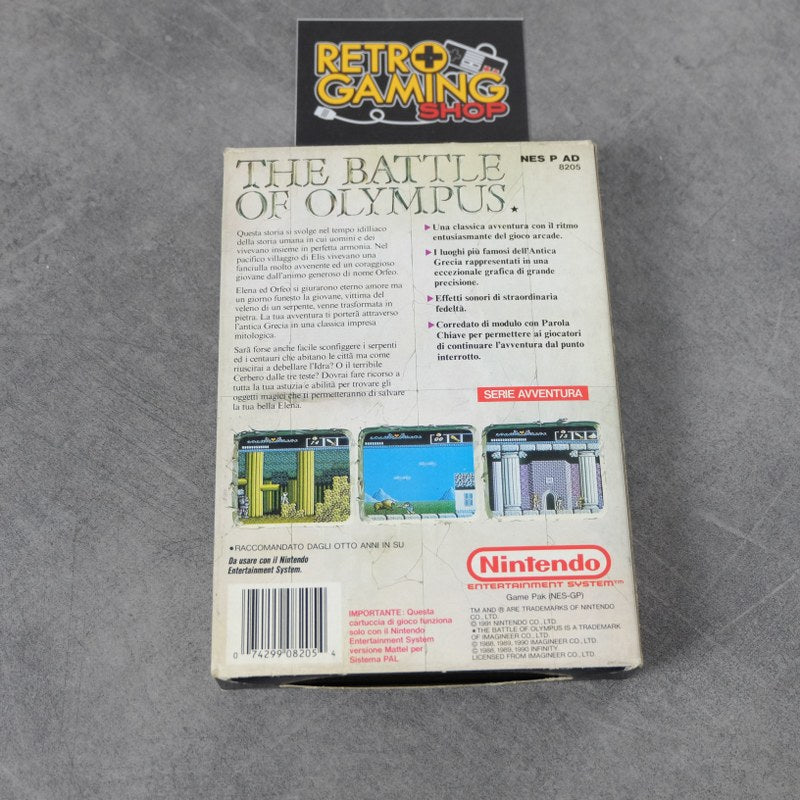 RETRO
GAMING
SHOP
THE BATTLE
OF OLYMPUS.
NES P AD
8205
Questa storia si svolge nel tempo idilliaco
della storia umana in cui uomini e dei
vivevano insieme in perfetta armonia. Nel
pacifico villaggio di Elis vivevano una
fanciulla molto avvenente ed un coraggioso
giovane dall'animo generoso di nome Orfeo.
Elena ed Orfeo si giurarono eterno amore ma
un giorno funesto la giovane, vittima del
veleno di un serpente, venne trasformata in
pietra. La tua avventura ti porterà attraverso
l'antica Grecia in una classica impresa
mitologica.
Sarà forse anche facile sconfiggere i serpenti
ed i centauri che abitano le città ma come
riuscirai a debellare l'Idra? O il terribile
Cerbero dalle tre teste? Dovrai fare ricorso a
tutta la tua astuzia e abilità per trovare gli
oggetti magici che ti permetteranno di salvare
la tua bella Elena.
Una classica avventura con il ritmo
entusiasmante del gioco arcade.
I luoghi più famosi dell'Antica
Grecia rappresentati in una
eccezionale grafica di grande
precisione.
Effetti sonori di straordinaria
fedeltà.
Corredato di modulo con Parola
Chiave per permettere ai giocatori
di continuare l'avventura dal punto
interrotto.
SERIE AVVENTURA
•RACCOMANDATO DAGLI OTTO ANNI IN SU
Da usare con il Nintendo
Entertainment System.
0 74299 08205 4
IMPORTANTE: Questa
cartuccia di gioco funziona
solo con il Nintendo
Entertainment System
versione Mattel per
Sistema PAL
Nintendo
ENTERTAINMENT SYSTEM™
Game Pak (NES-GP)
TM AND ® ARE TRADEMARKS OF NINTENDO
CO., LTD.
© 1991 NINTENDO CO., LTD.
★THE BATTLE OF OLYMPUS IS A TRADEMARK
OF IMAGINEER CO., LTD.
© 1988, 1989, 1990 IMAGINEER CO., LTD.
© 1988, 1989, 1990 INFINITY
LICENSED FROM IMAGINEER CO., LTD.